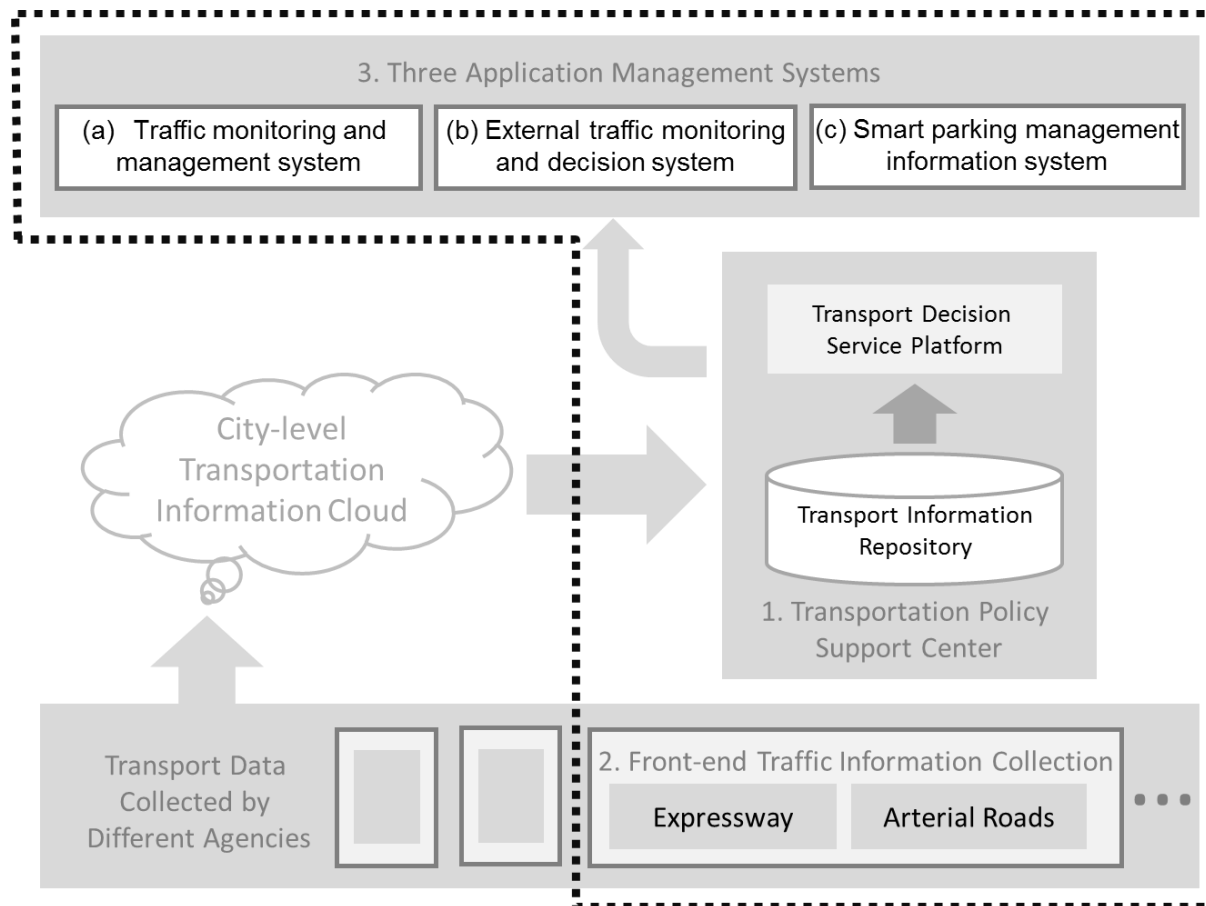 3. Three Application Management Systems
(a) Traffic monitoring and
management system
(b) External traffic monitoring
and decision system
(c) Smart parking management
information system
Transport Decision
Service Platform
City-level
Transportation
Information Cloud
Transport Information
Repository
1. Transportation Policy
Support Center
Transport Data
Collected by
Different Agencies
2. Front-end Traffic Information Collection
Expressway
Arterial Roads
...